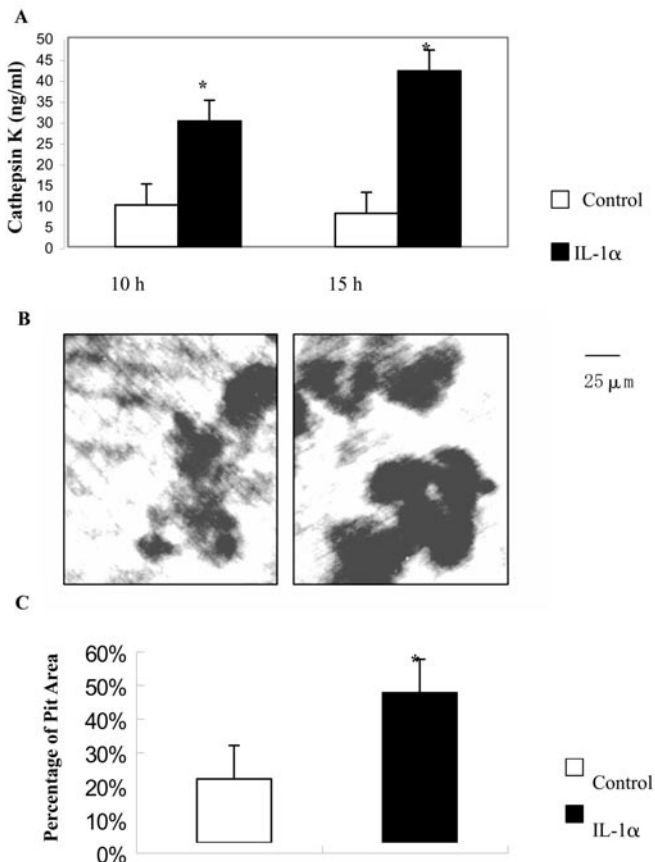 A
Cathepsin K (ng/ml)
50
45
40
35
30
25
20
15
10
5
0
*
*
10 h
15 h
Control
IL-1α
B
25 μm
C
Percentage of Pit Area
60%
50%
40%
30%
20%
10%
0%
*
Control
IL-1α